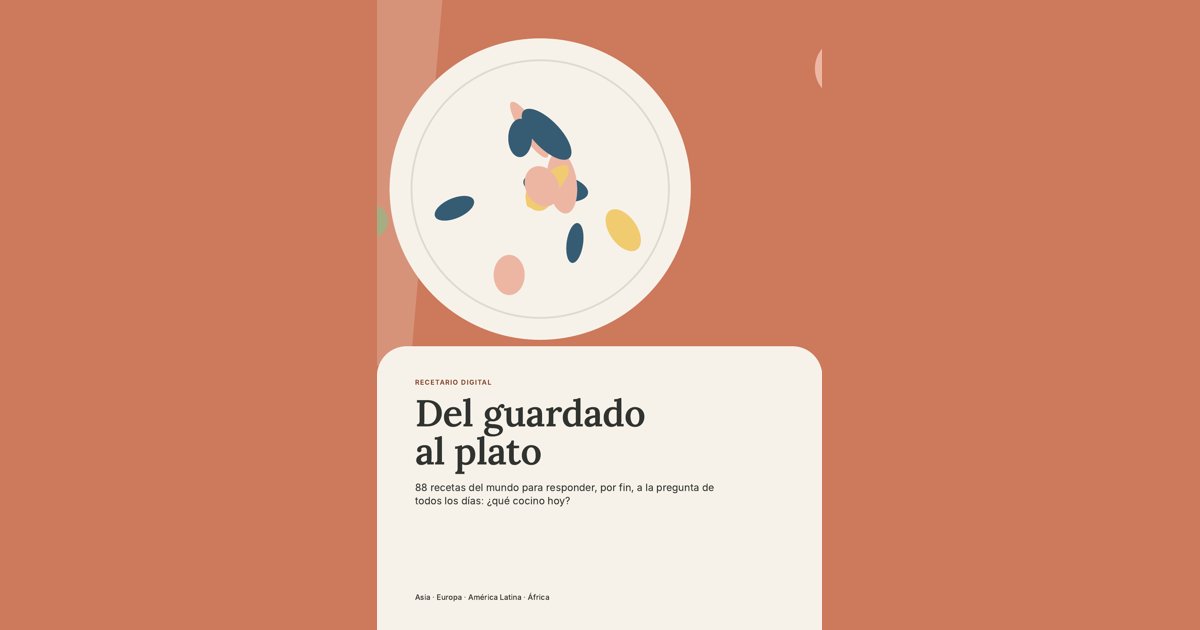 RECETARIO DIGITAL
Del guardado
al plato
88 recetas del mundo para responder, por fin, a la pregunta de
todos los días: ¿qué cocino hoy?
Asia · Europa · América Latina · África